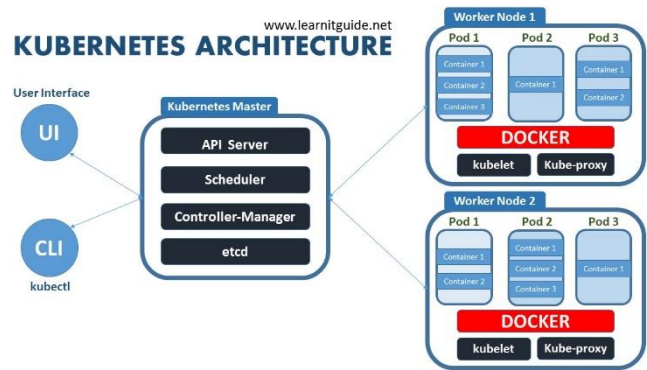 www.learnitguide.net
KUBERNETES ARCHITECTURE
User Interface
UI
CLI
kubectl
Kubernetes Master
API Server
Scheduler
Controller-Manager
etcd
Worker Node 1
Pod 1 Pod 2 Pod 3
Container 1
Container 2
Container 3
Container 1
Container 1
Container 2
DOCKER
kubelet Kube-proxy
Worker Node 2
Pod 1 Pod 2 Pod 3
Container 1
Container 2
Container 1
Container 2
Container 3
Container 1
DOCKER
kubelet Kube-proxy